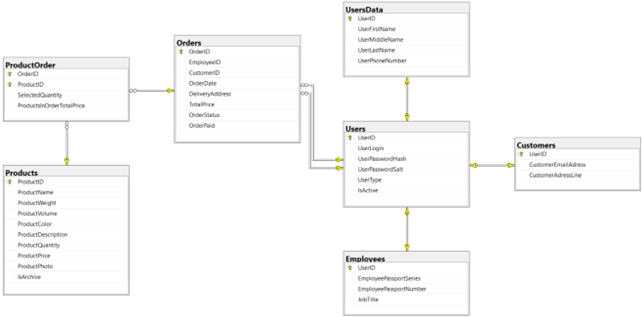 UsersData
UserID
UserFirstName
UserMiddleName
UserLastName
UserPhoneNumber
Orders
OrderID
EmployeeID
CustomerID
OrderDate
DeliveryAddress
TotalPrice
OrderStatus
OrderPaid
ProductOrder
OrderID
ProductID
SelectedQuantity
ProductsInOrderTotalPrice
Users
UserID
UserLogin
UserPasswordHash
UserPasswordSalt
UserType
IsActive
Customers
UserID
CustomerEmailAdress
CustomerAdressLine
Products
ProductID
ProductName
ProductWeight
ProductVolume
ProductColor
ProductDescription
ProductQuantity
ProductPrice
ProductPhoto
IsArchive
Employees
UserID
EmployeePassportSeries
EmployeePassportNumber
JobTitle